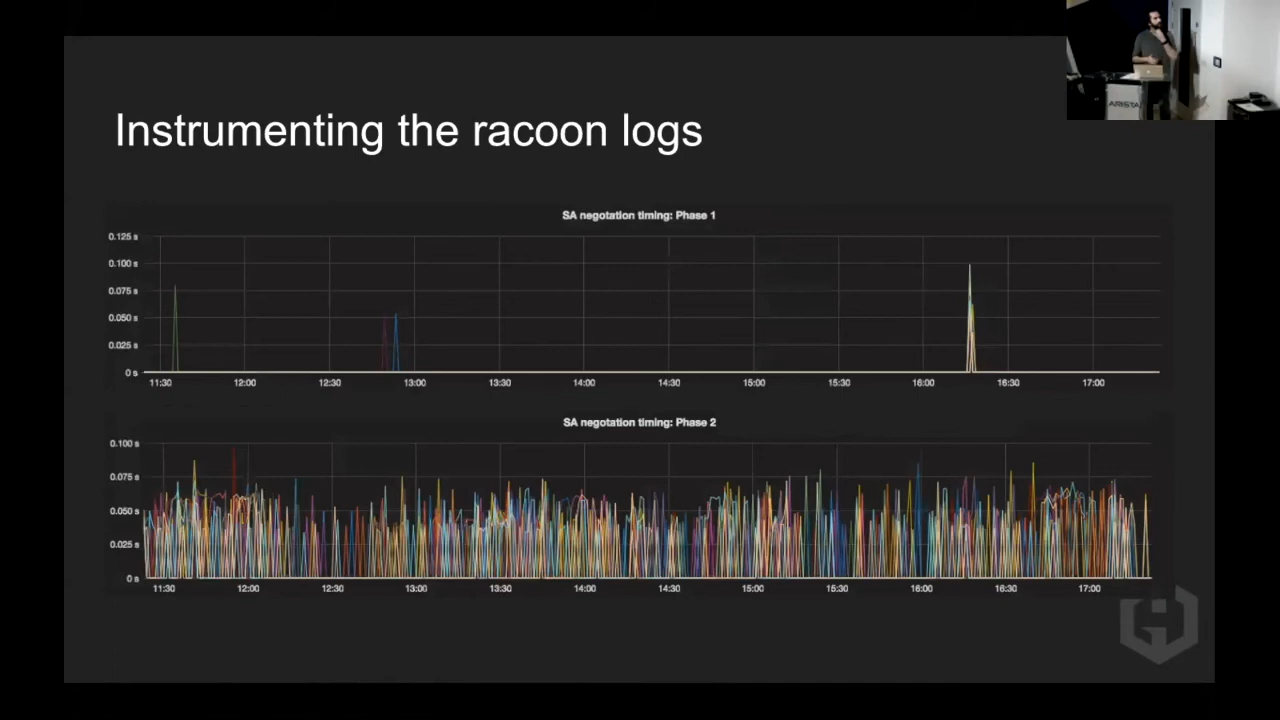 Instrumenting the racoon logs
ARISTA
SA negotation timing: Phase 1
0.125 s
0.100 s
0.075 s
0.050 s
0.025 s
0 s
11:30 12:00 12:30 13:00 13:30 14:00 14:30 15:00 15:30 16:00 16:30 17:00
SA negotation timing: Phase 2
0.100 s
0.075 s
0.050 s
0.025 s
0 s
11:30 12:00 12:30 13:00 13:30 14:00 14:30 15:00 15:30 16:00 16:30 17:00